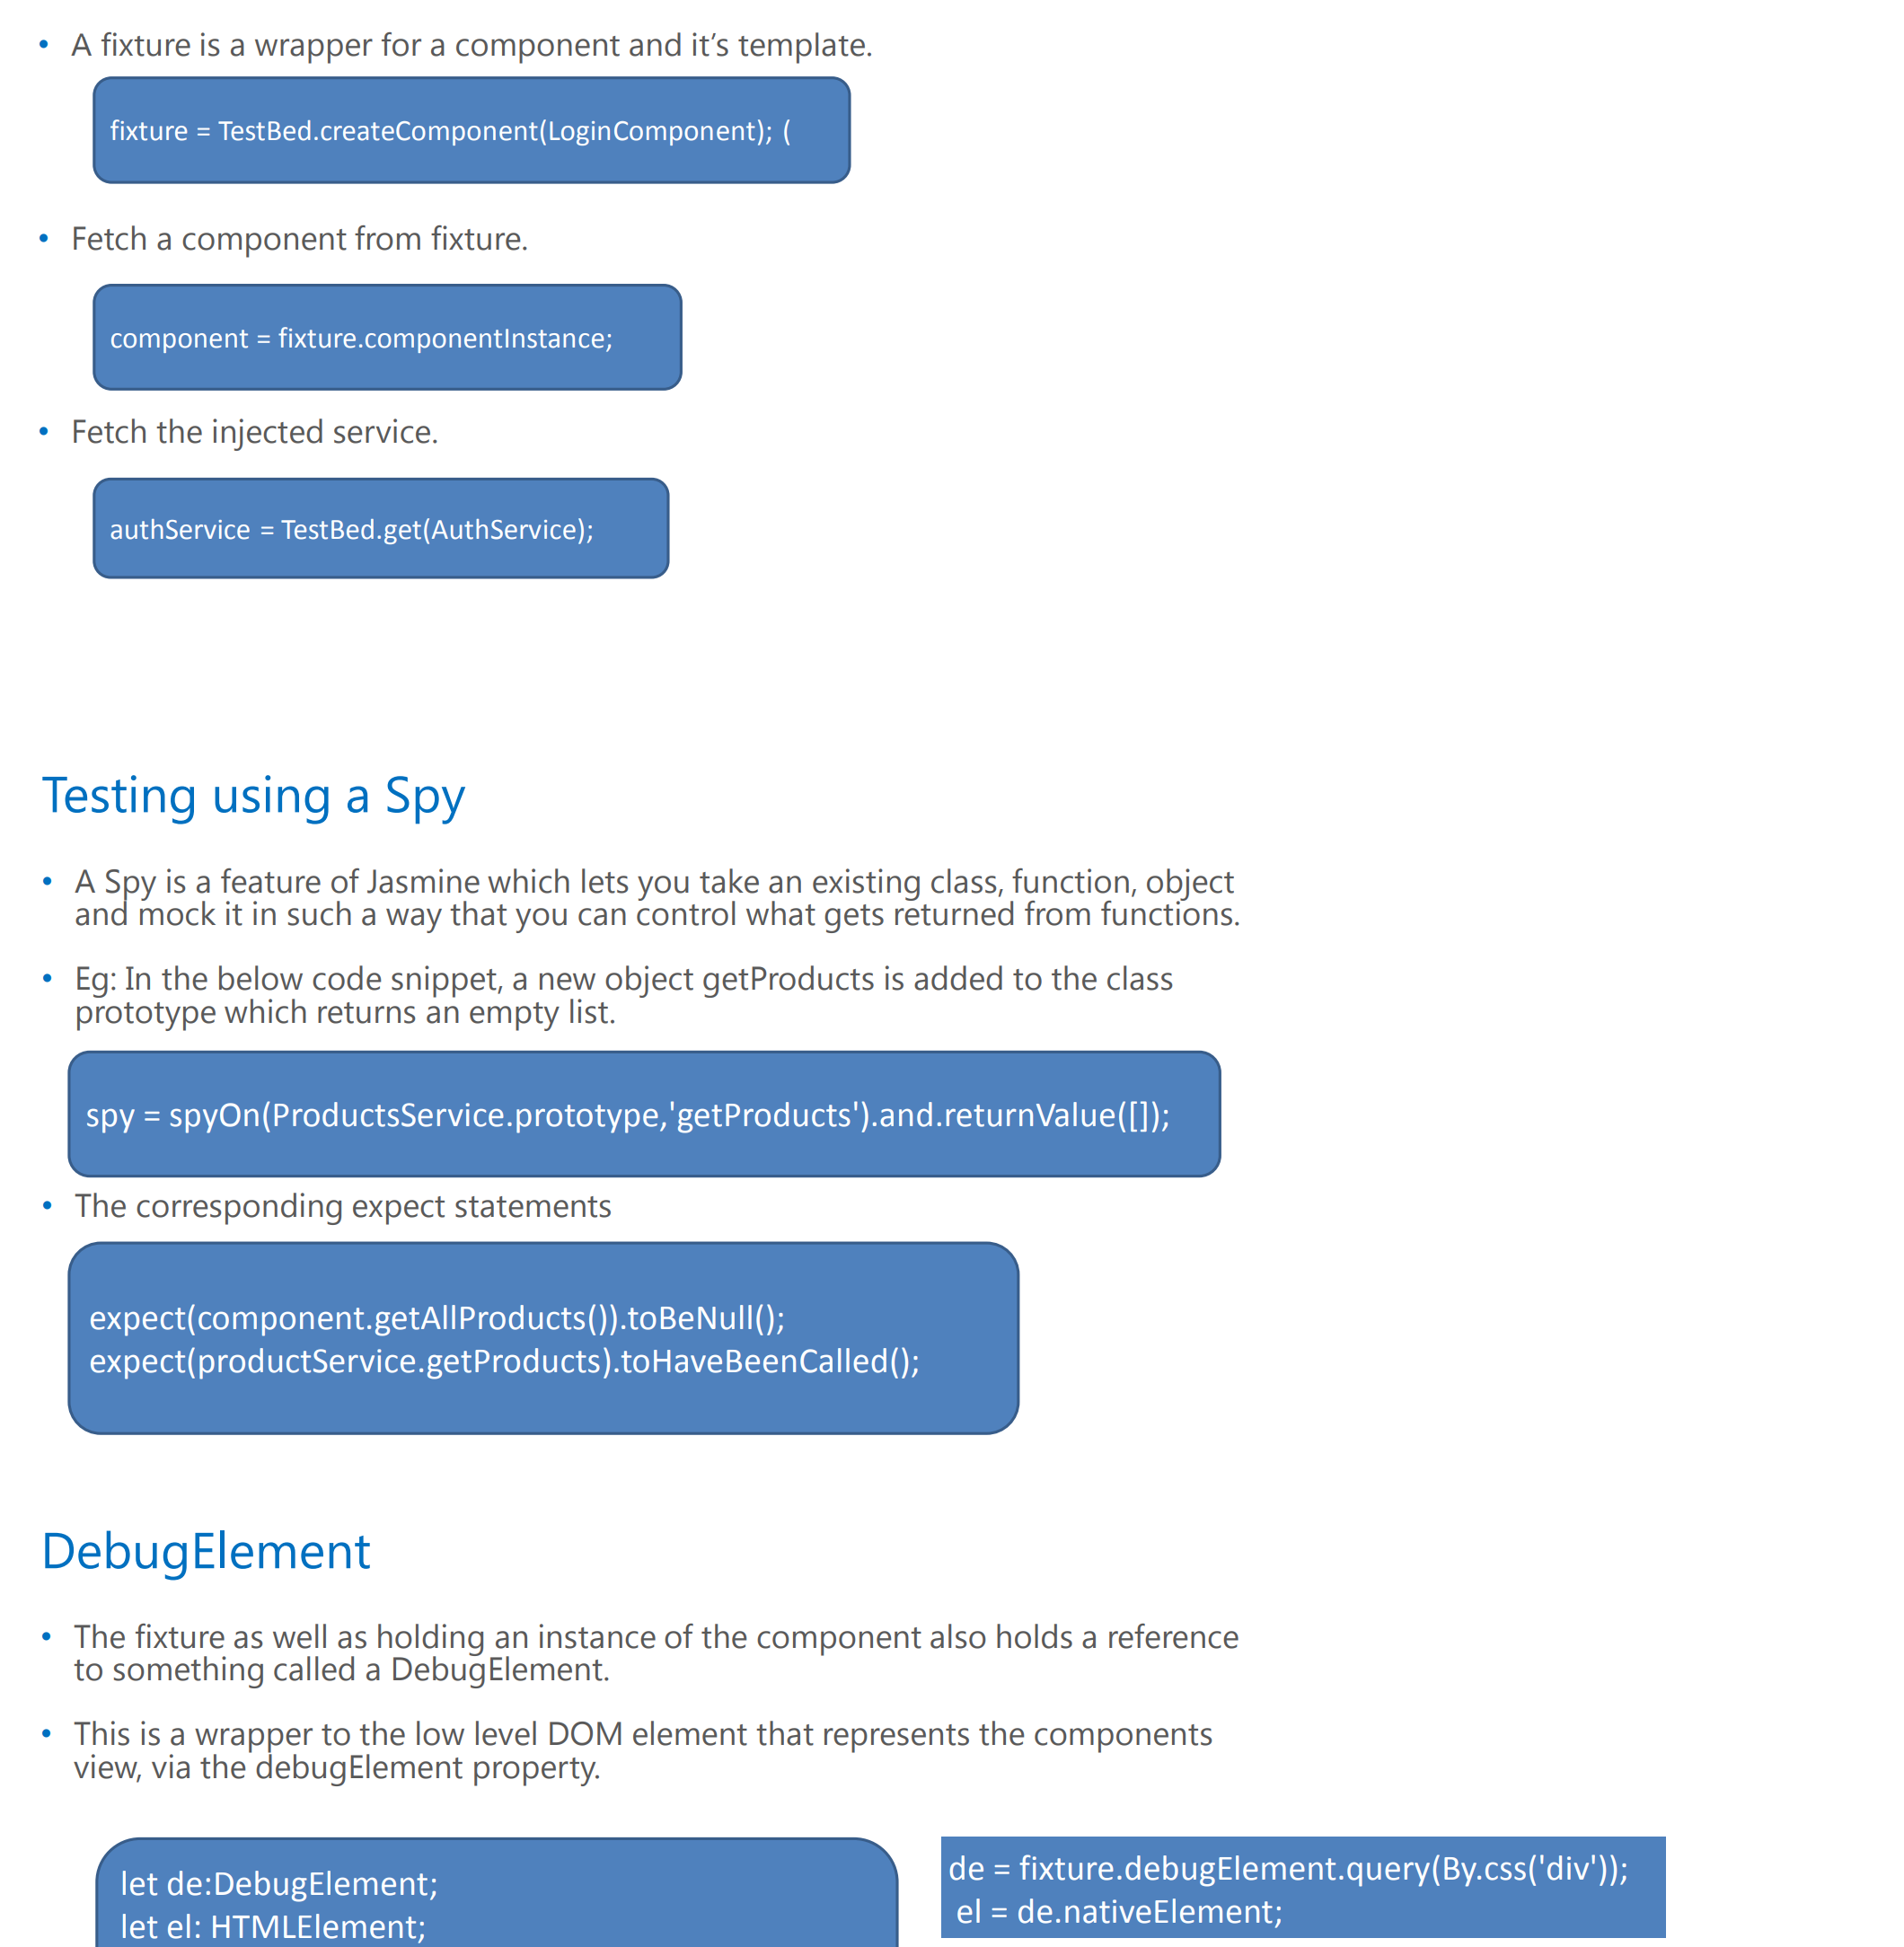 • A fixture is a wrapper for a component and it’s template.
fixture = TestBed.createComponent(LoginComponent); (
• Fetch a component from fixture.
component = fixture.componentInstance;
• Fetch the injected service.
authService = TestBed.get(AuthService);
Testing using a Spy
• A Spy is a feature of Jasmine which lets you take an existing class, function, object
and mock it in such a way that you can control what gets returned from functions.
• Eg: In the below code snippet, a new object getProducts is added to the class
prototype which returns an empty list.
spy = spyOn(ProductsService.prototype,'getProducts').and.returnValue([]);
• The corresponding expect statements
expect(component.getAllProducts()).toBeNull();
expect(productService.getProducts).toHaveBeenCalled();
DebugElement
• The fixture as well as holding an instance of the component also holds a reference
to something called a DebugElement.
• This is a wrapper to the low level DOM element that represents the components
view, via the debugElement property.
let de:DebugElement;
let el: HTMLElement;
de = fixture.debugElement.query(By.css('div'));
el = de.nativeElement;